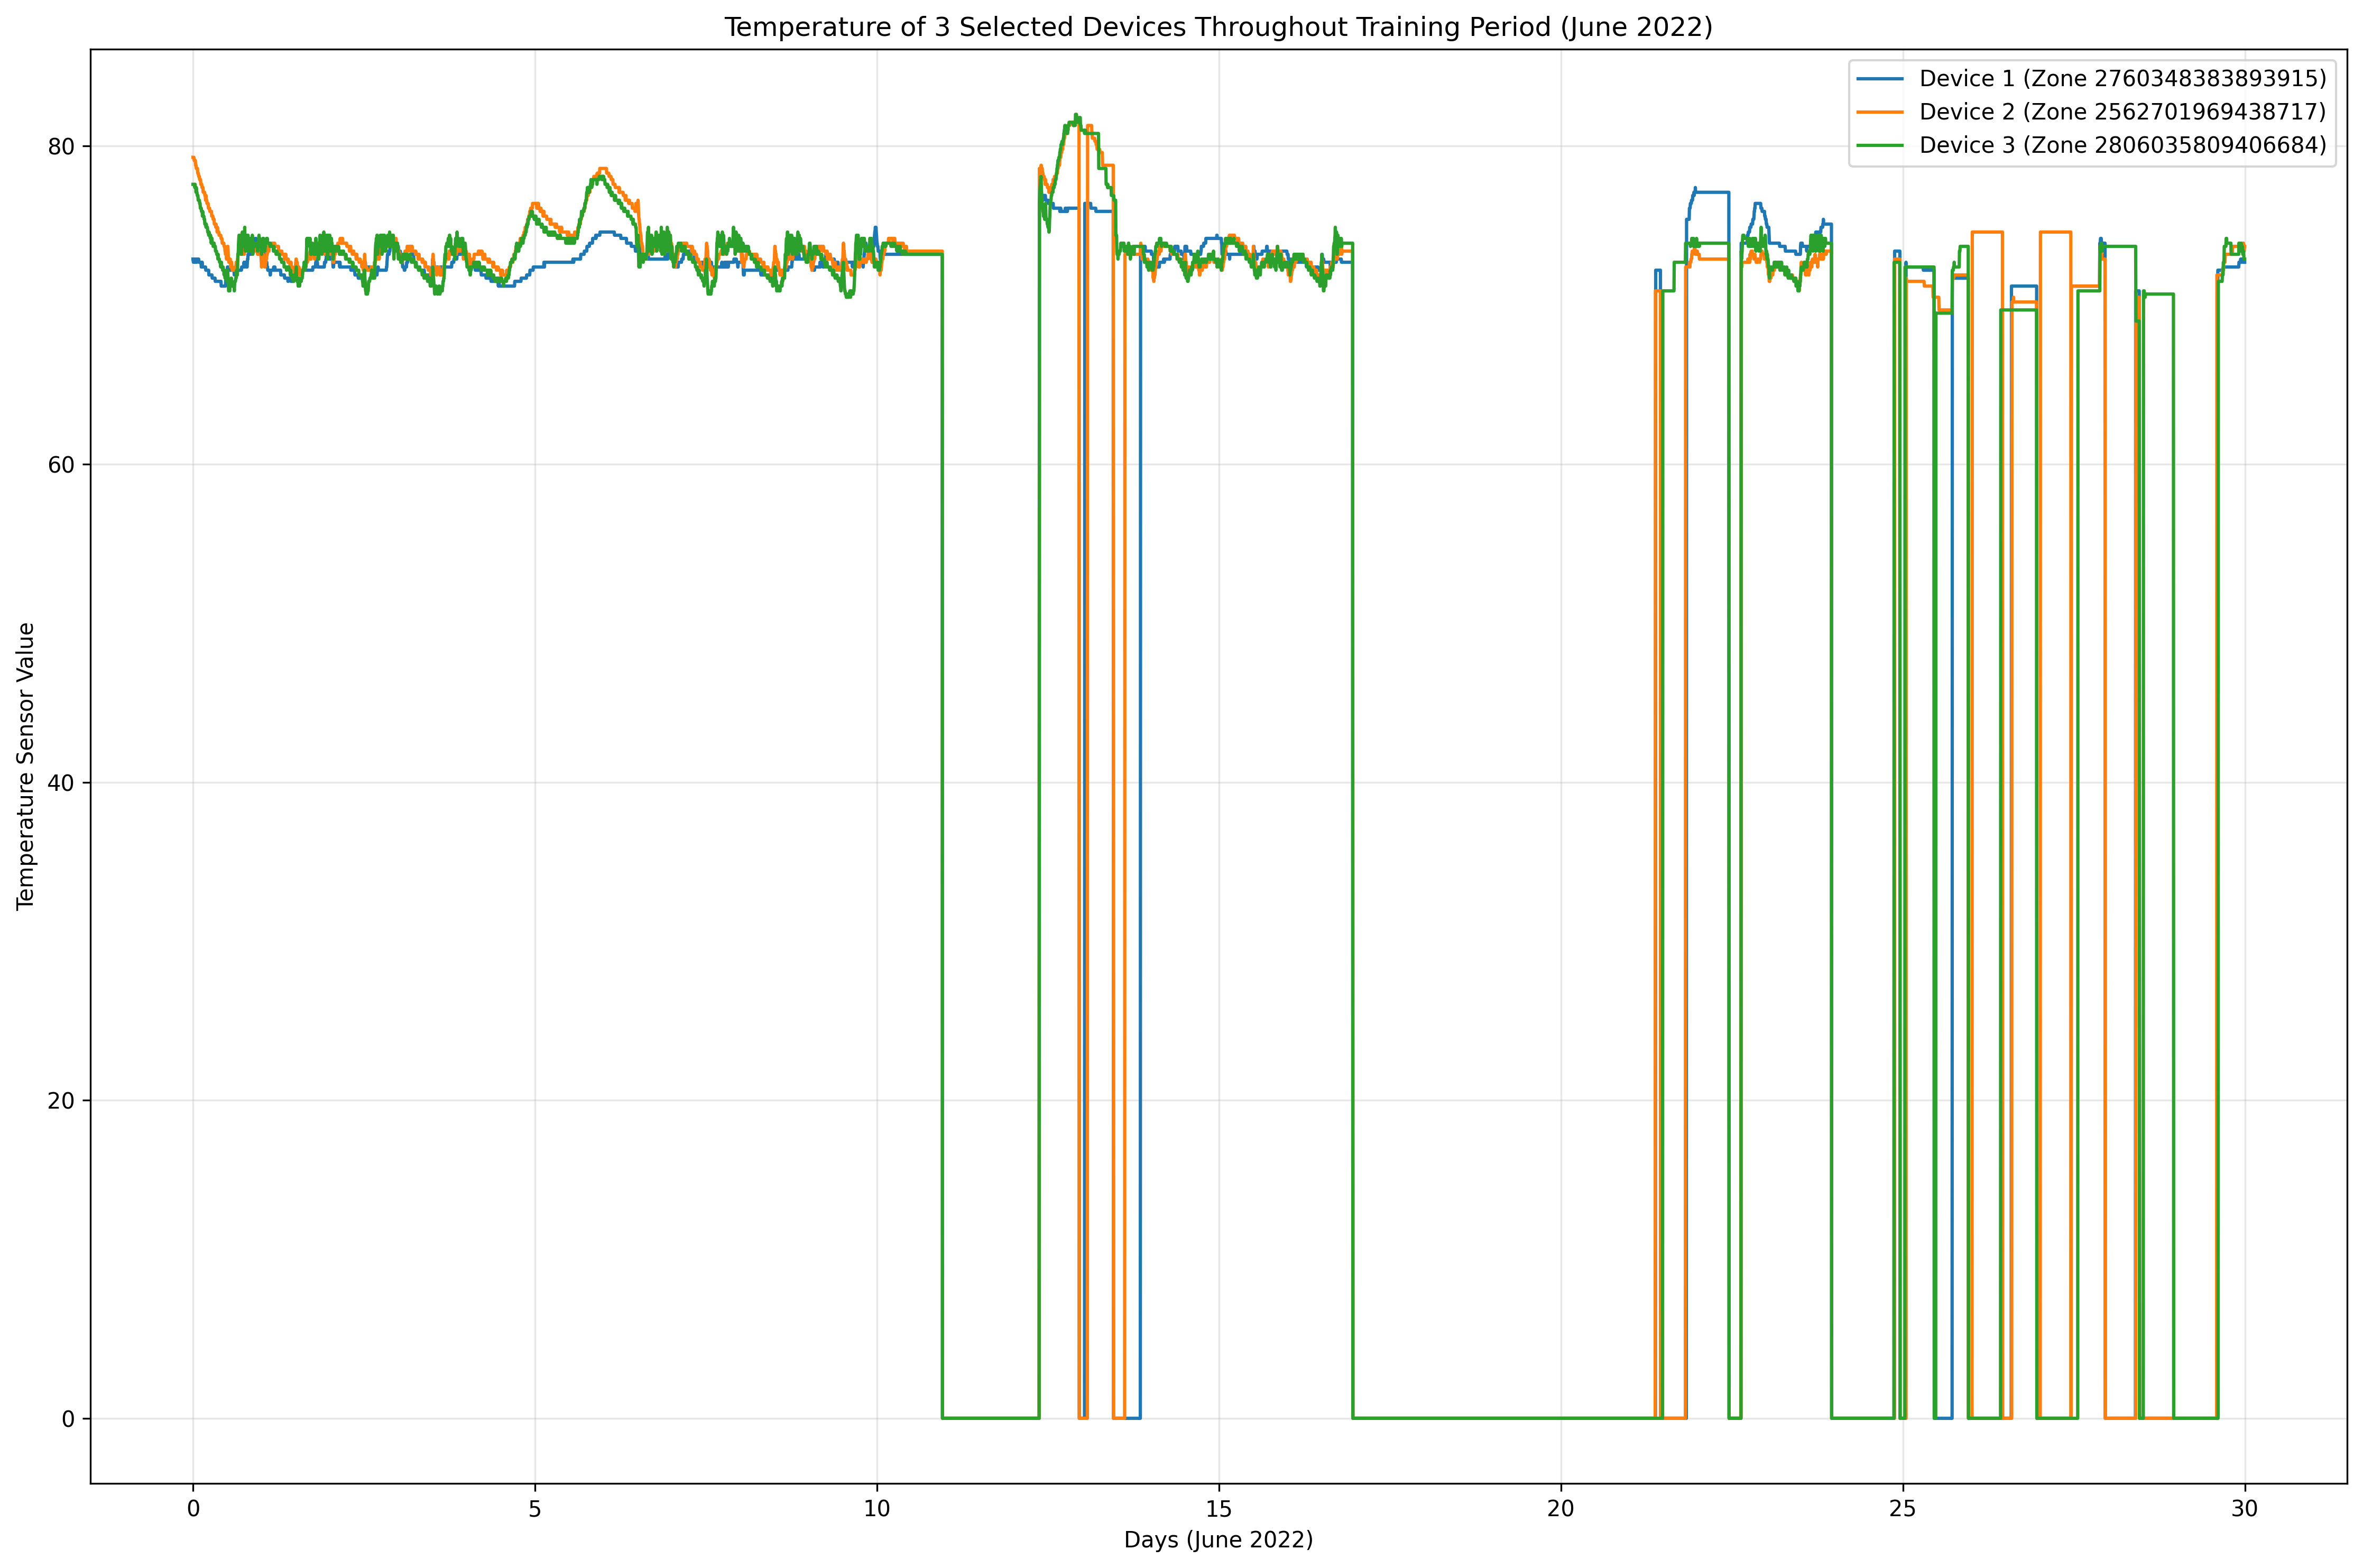 Temperature of 3 Selected Devices Throughout Training Period (June 2022)
Device 1 (Zone 2760348383893915)
Device 2 (Zone 2562701969438717)
Device 3 (Zone 2806035809406684)
Temperature Sensor Value
80
60
40
20
0
0 5 10 15 20 25 30
Days (June 2022)